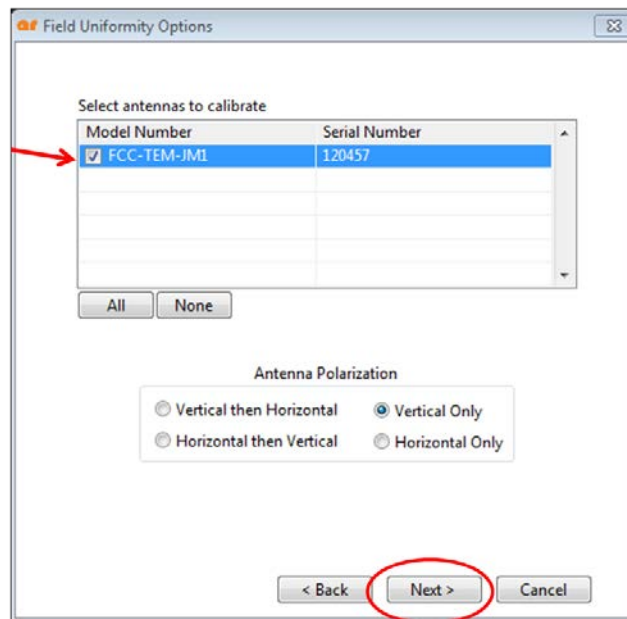 ar Field Uniformity Options
Select antennas to calibrate
Model Number Serial Number
FCC-TEM-JM1 120457
All None
Antenna Polarization
Vertical then Horizontal Vertical Only
Horizontal then Vertical Horizontal Only
< Back Next > Cancel